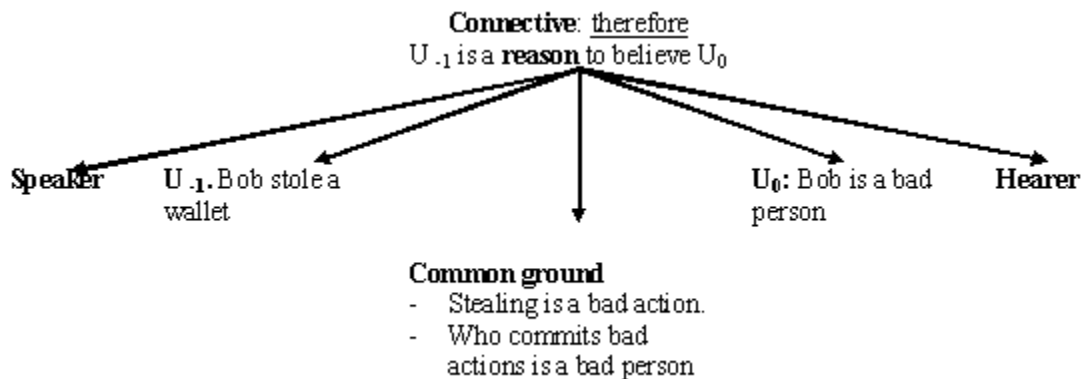 Connective: therefore
U -1 is a reason to believe U0
Speaker
U -1. Bob stole a
wallet
U0: Bob is a bad
person
Hearer
Common ground
- Stealing is a bad action.
- Who commits bad
actions is a bad person